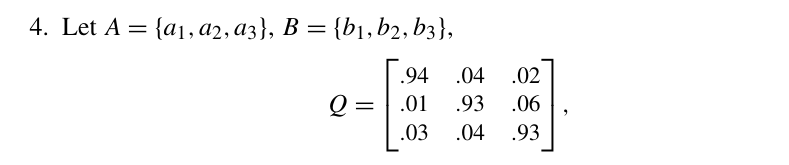 4. Let A = {a₁, a₂, a₃}, B = {b₁, b₂, b₃},
.94 .04 .02
Q = .01 .93 .06 ,
.03 .04 .93